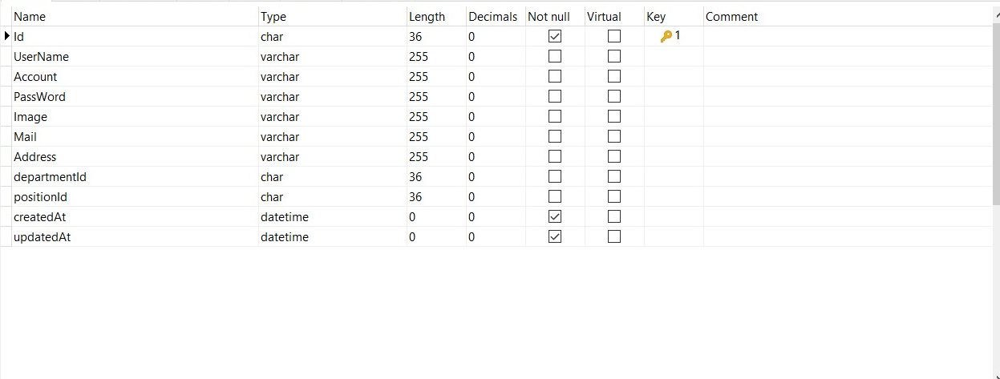 Name Type Length Decimals Not null Virtual Key Comment
Id char 36 0 1
UserName varchar 255 0
Account varchar 255 0
PassWord varchar 255 0
Image varchar 255 0
Mail varchar 255 0
Address varchar 255 0
departmentId char 36 0
positionId char 36 0
createdAt datetime 0 0
updatedAt datetime 0 0